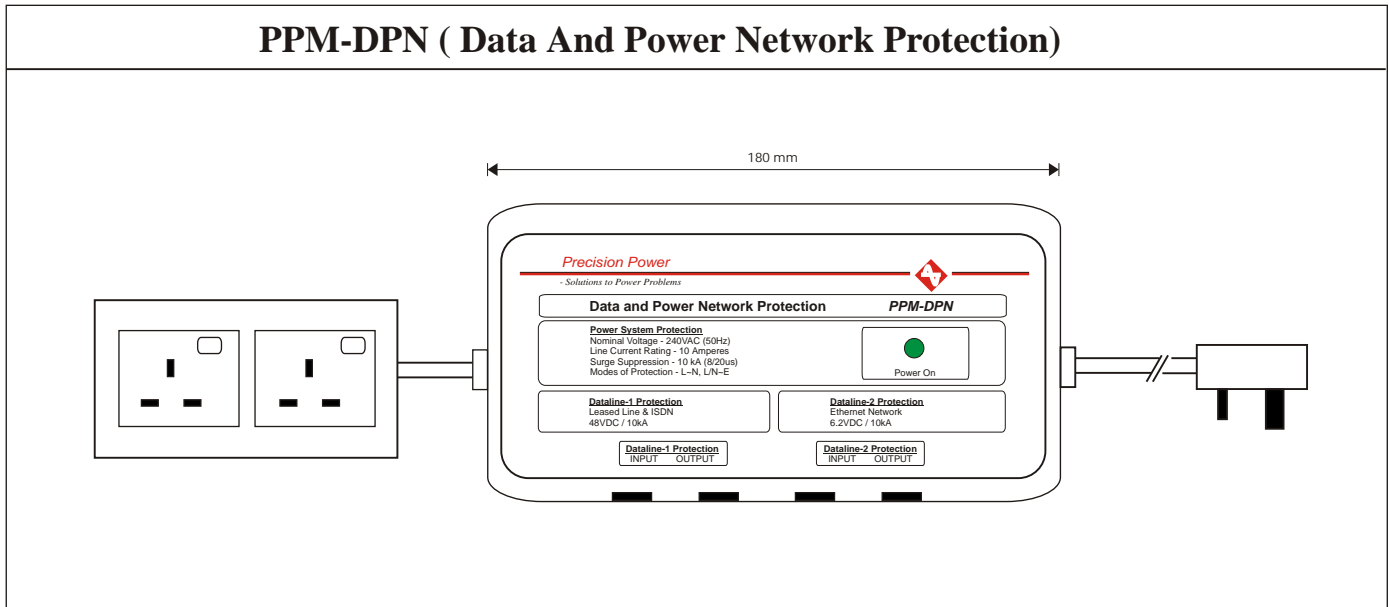 PPM-DPN ( Data And Power Network Protection)
180 mm
Precision Power
- Solutions to Power Problems
Data and Power Network Protection PPM-DPN
Power System Protection
Nominal Voltage - 240VAC (50Hz)
Line Current Rating - 10 Amperes
Surge Suppression - 10 kA (8/20us)
Modes of Protection - L–N, L/N–E
Power On
Dataline-1 Protection
Leased Line & ISDN
48VDC / 10kA
Dataline-2 Protection
Ethernet Network
6.2VDC / 10kA
Dataline-1 Protection
INPUT OUTPUT
Dataline-2 Protection
INPUT OUTPUT